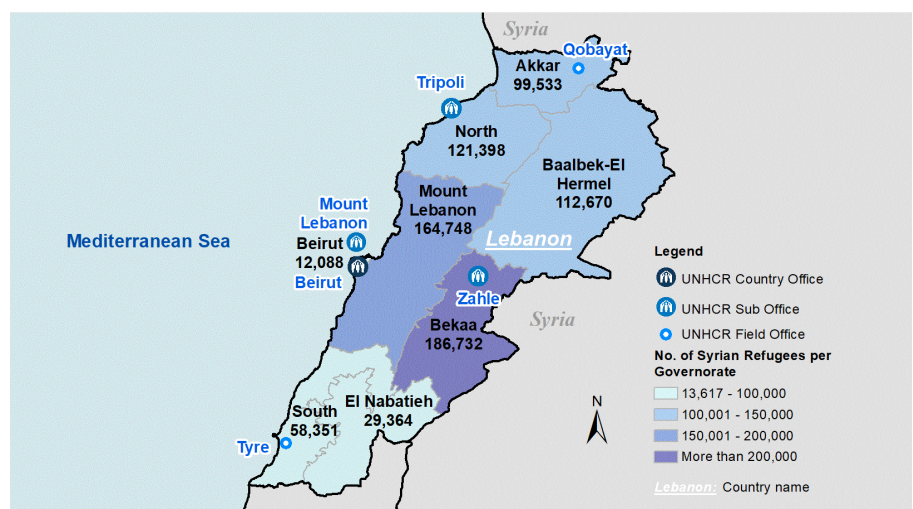 Syria
Qobayat
Akkar
99,533
Tripoli
North
121,398
Baalbek-El
Hermel
112,670
Mount
Lebanon
164,748
Mount
Lebanon
Mediterranean Sea
Beirut
12,088
Beirut
Lebanon
Zahle
Bekaa
186,732
Syria
El Nabatieh
29,364
South
58,351
Tyre
N
Legend
UNHCR Country Office
UNHCR Sub Office
UNHCR Field Office
No. of Syrian Refugees per
Governorate
13,617 - 100,000
100,001 - 150,000
150,001 - 200,000
More than 200,000
Lebanon: Country name